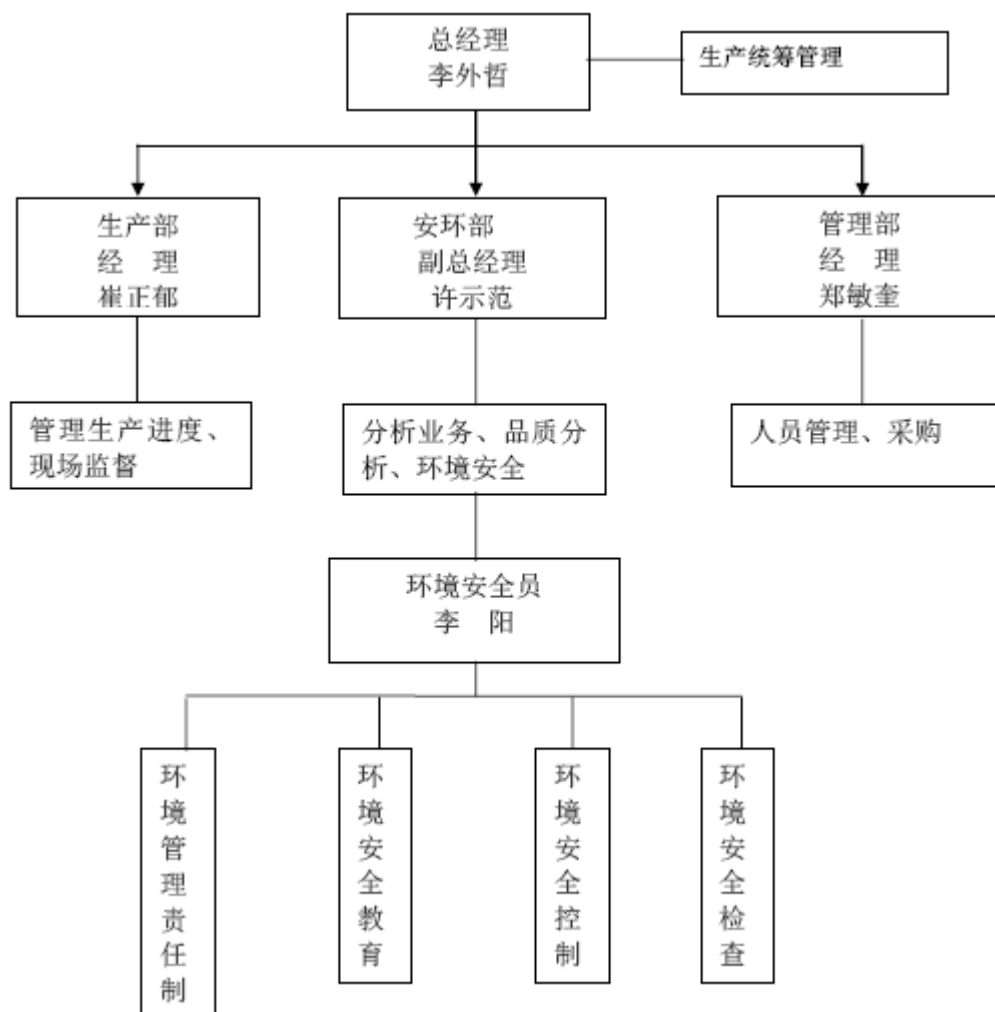 总经理
李外哲
生产统筹管理
生产部
经 理
崔正郁
安环部
副总经理
许示范
管理部
经 理
郑敏奎
管理生产进度、
现场监督
分析业务、品质分
析、环境安全
人员管理、采购
环境安全员
李 阳
环境管理责任制
环境安全教育
环境安全控制
环境安全检查